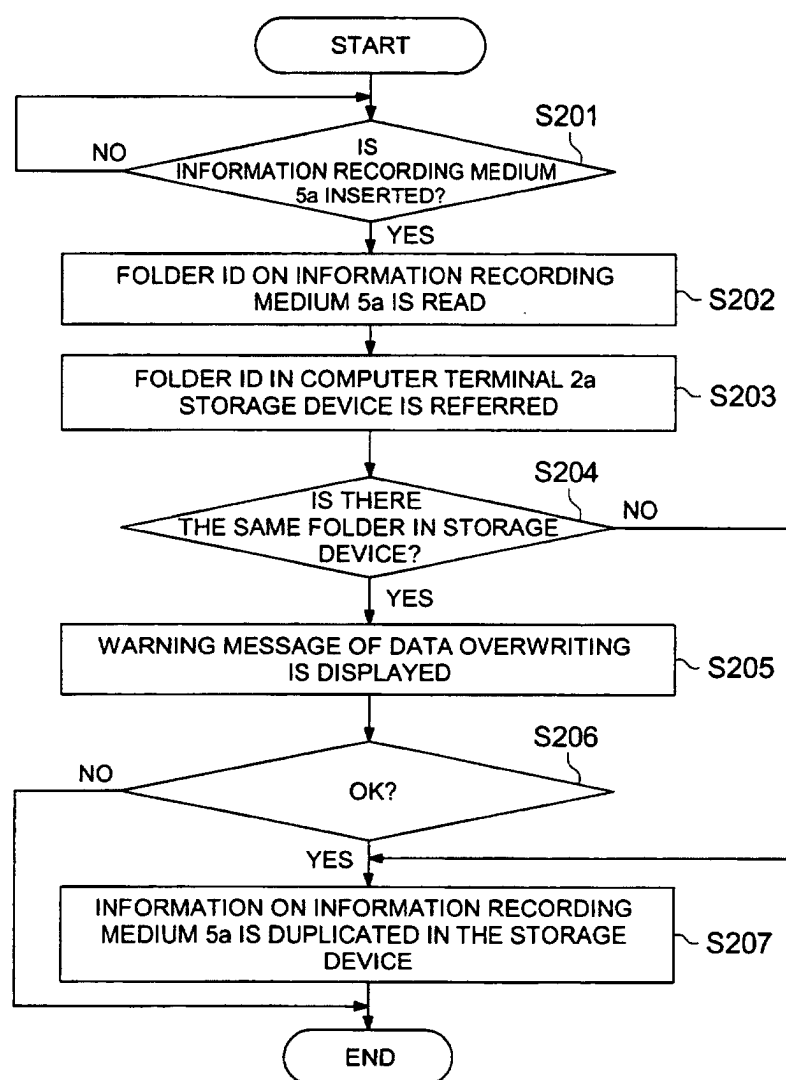 START
S201
NO
IS
INFORMATION RECORDING MEDIUM
5a INSERTED?
YES
FOLDER ID ON INFORMATION RECORDING
MEDIUM 5a IS READ
S202
FOLDER ID IN COMPUTER TERMINAL 2a
STORAGE DEVICE IS REFERRED
S203
S204
IS THERE
THE SAME FOLDER IN STORAGE
DEVICE?
NO
YES
WARNING MESSAGE OF DATA OVERWRITING
IS DISPLAYED
S205
S206
NO
OK?
YES
INFORMATION ON INFORMATION RECORDING
MEDIUM 5a IS DUPLICATED IN THE STORAGE
DEVICE
S207
END